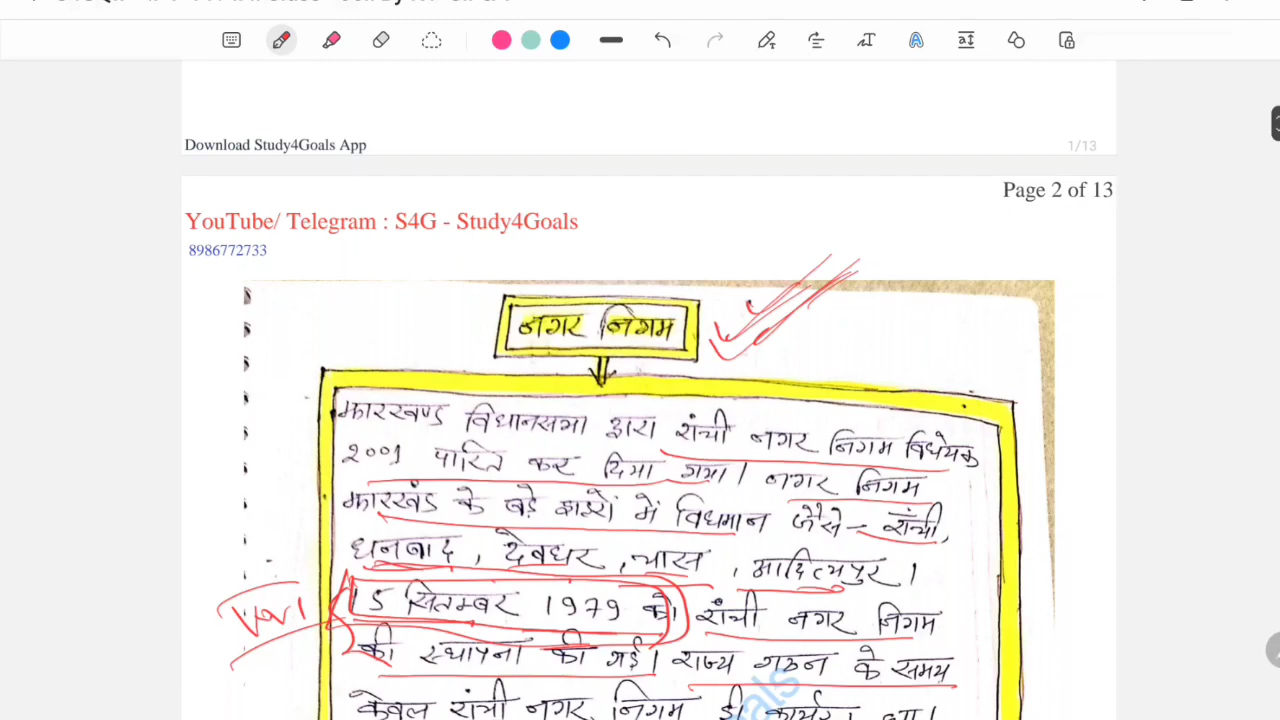 Download Study4Goals App
1/13
Page 2 of 13
YouTube/ Telegram : S4G - Study4Goals
8986772733
नगर निगम
झारखण्ड विधानसभा द्वारा रांची नगर निगम विधेयक
2001 पारित कर दिया गया। नगर निगम
झारखंड के बड़े शहरों में विधमान जैसे - रांची,
धनबाद, देवघर, चास, आदित्यपुर।
15 सितम्बर 1979 को रांची नगर निगम
की स्थापना की गई। राज्य गठन के समय
केवल रांची नगर निगम ही कार्यरत था।